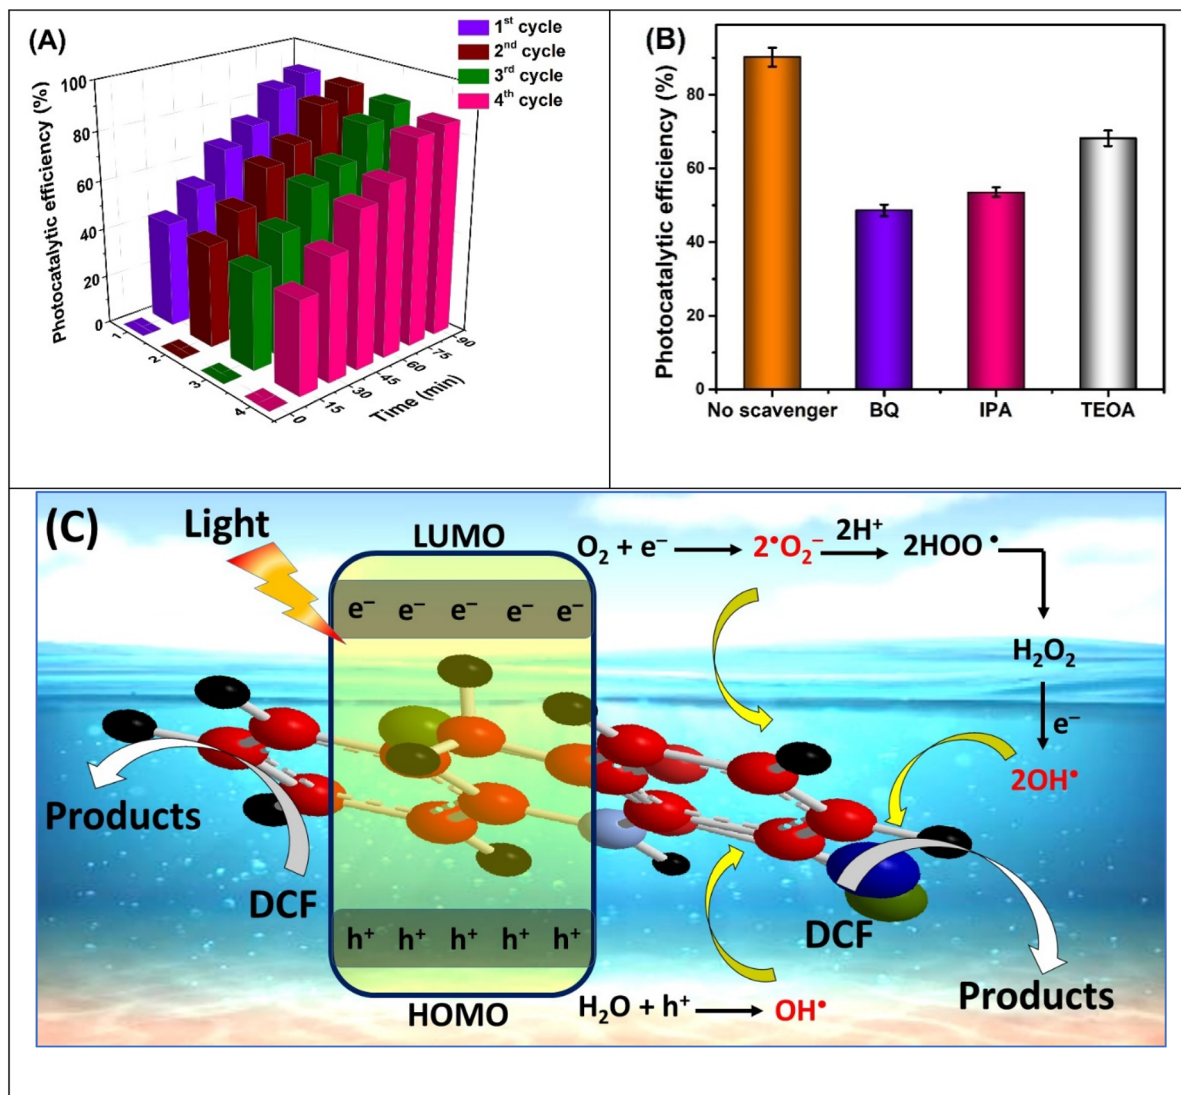 (A)
1st cycle
2nd cycle
3rd cycle
4th cycle
Photocatalytic efficiency (%)
100
80
60
40
20
0
1
2
3
4
0
15
30
45
60
75
90
Time (min)
(B)
Photocatalytic efficiency (%)
80
60
40
20
0
No scavenger BQ IPA TEOA
(C)
Light
LUMO
e⁻ e⁻ e⁻ e⁻ e⁻
O₂ + e⁻ 2•O₂⁻ 2H⁺ 2HOO•
H₂O₂
e⁻
2OH•
Products
DCF
h⁺ h⁺ h⁺ h⁺ h⁺
HOMO
DCF
Products
H₂O + h⁺ OH•